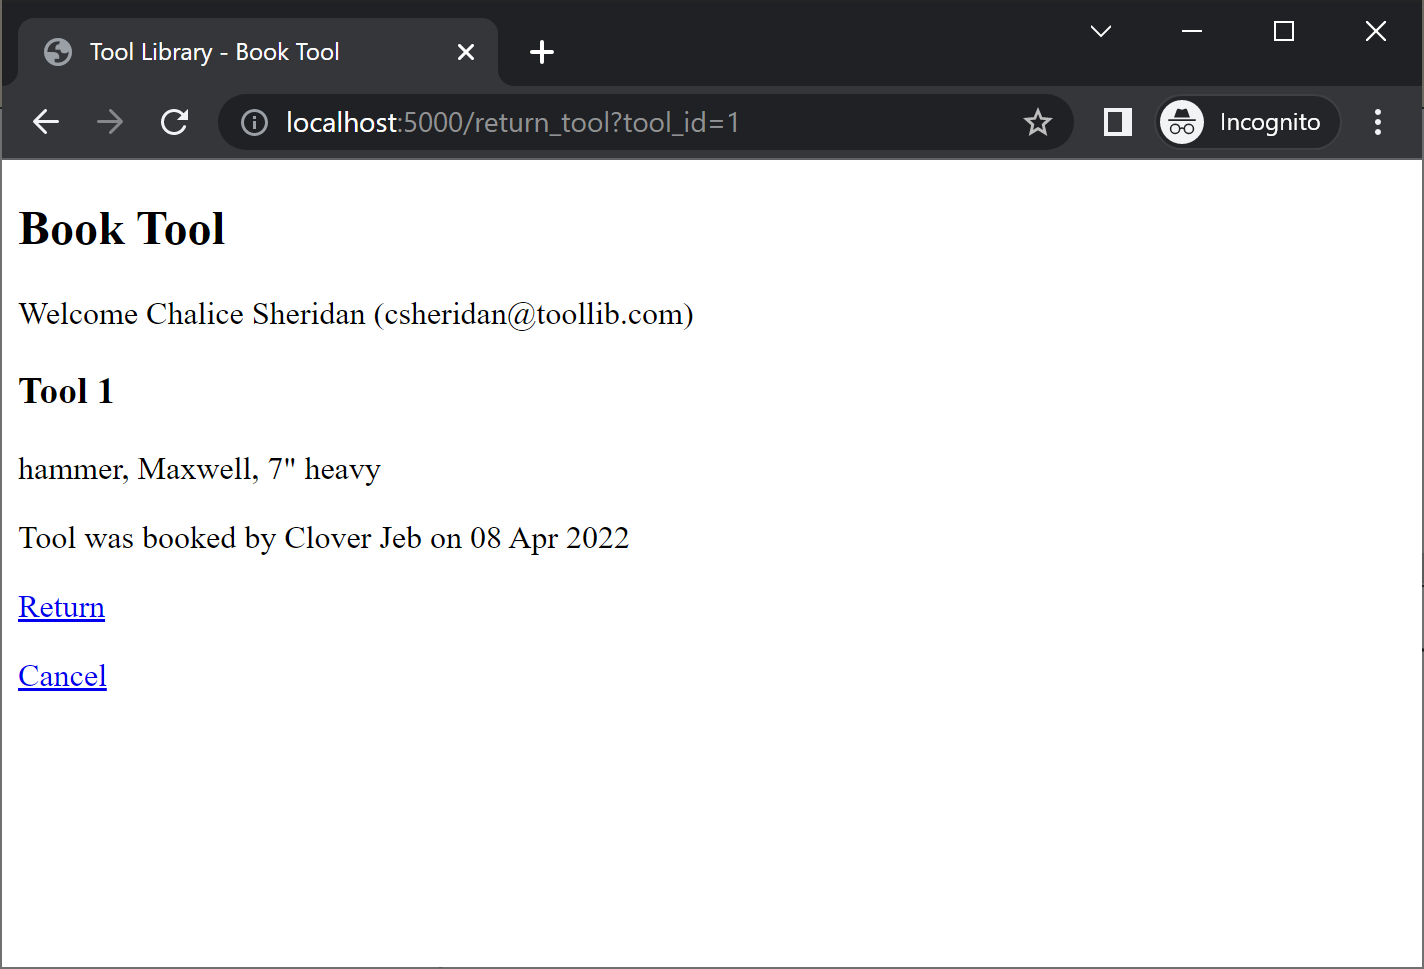 Tool Library - Book Tool
localhost:5000/return_tool?tool_id=1
Incognito
Book Tool
Welcome Chalice Sheridan (csheridan@toollib.com)
Tool 1
hammer, Maxwell, 7" heavy
Tool was booked by Clover Jeb on 08 Apr 2022
Return
Cancel